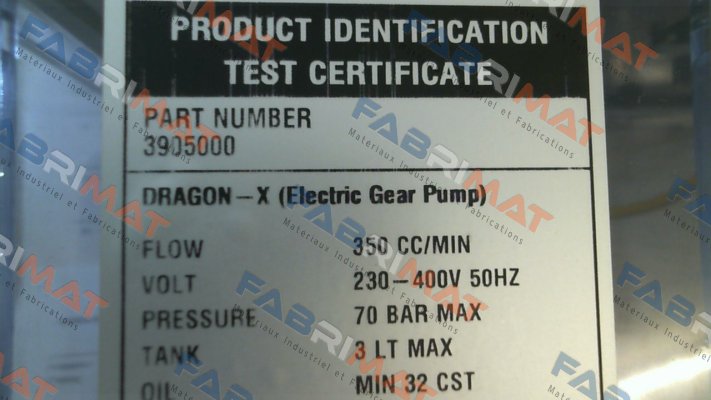 PRODUCT IDENTIFICATION
TEST CERTIFICATE
PART NUMBER
3905000
DRAGON-X (Electric Gear Pump)
FLOW 350 CC/MIN
VOLT 230-400V 50HZ
PRESSURE 70 BAR MAX
TANK 3 LT MAX
OIL MIN 32 CST
FABRIMAT
Materiaux Industriel et Fabrications